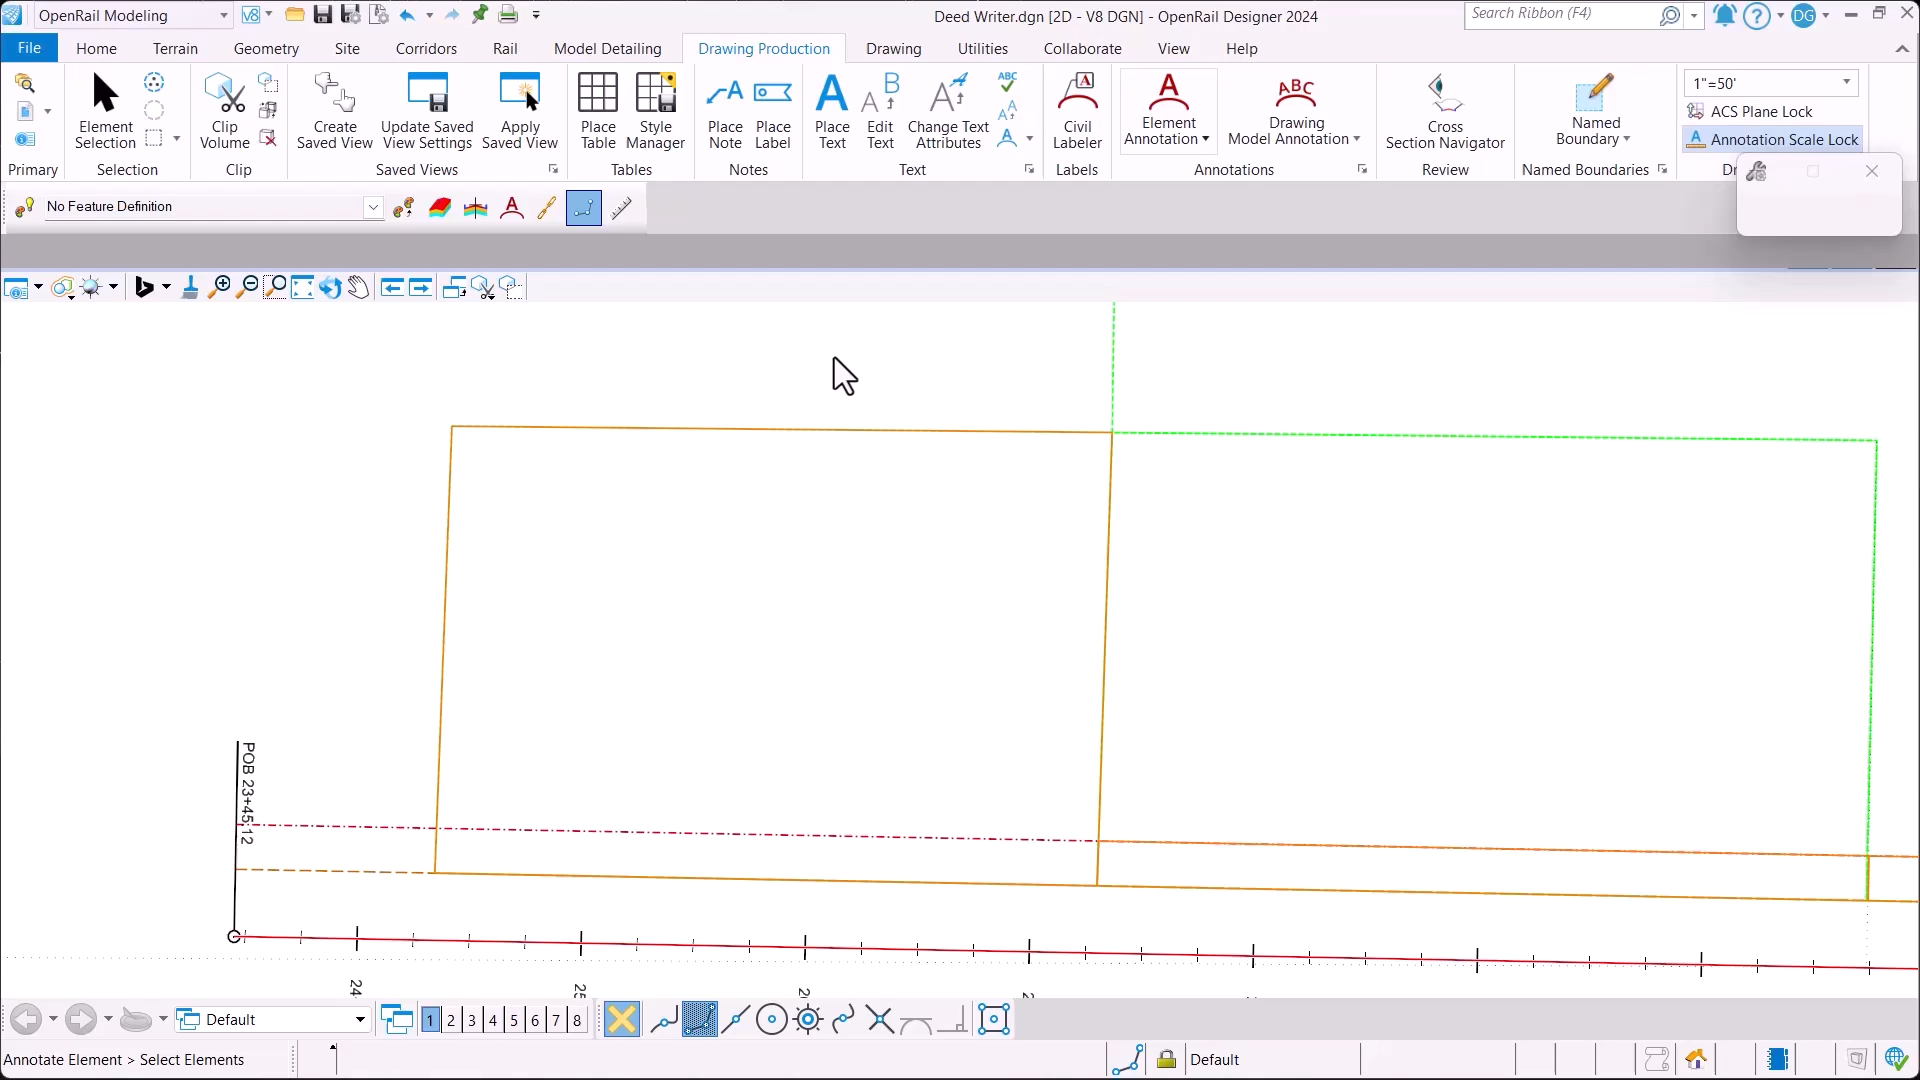 OpenRail Modeling
V8
Deed Writer.dgn [2D - V8 DGN] - OpenRail Designer 2024
Search Ribbon (F4)
DG
File
Home
Terrain
Geometry
Site
Corridors
Rail
Model Detailing
Drawing Production
Drawing
Utilities
Collaborate
View
Help
Primary
Element
Selection
Selection
Clip
Volume
Clip
Create
Saved View
Update Saved
View Settings
Apply
Saved View
Saved Views
Place
Table
Style
Manager
Tables
Place
Note
Place
Label
Notes
Place
Text
Edit
Text
Change Text
Attributes
ABC
Text
Civil
Labeler
Labels
Element
Annotation
ABC
Drawing
Model Annotation
Annotations
Cross
Section Navigator
Review
Named
Boundary
Named Boundaries
1"=50'
ACS Plane Lock
Annotation Scale Lock
No Feature Definition
POB 23+45.12
24
25
Default
1 2 3 4 5 6 7 8
Annotate Element > Select Elements
Default